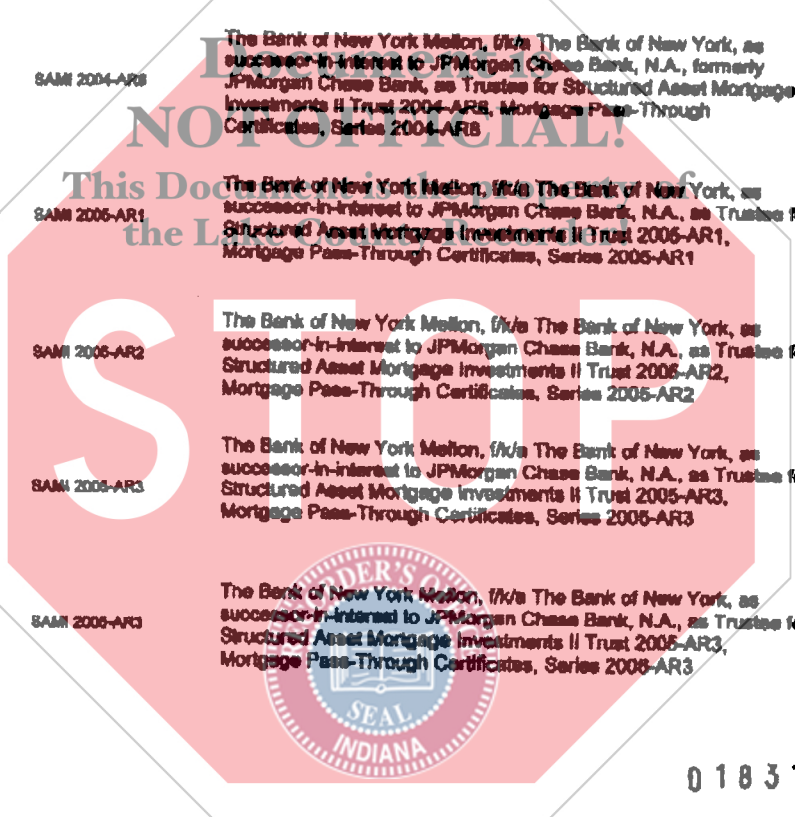 Document is
NOT OFFICIAL!
This Document is the property of
the Lake County Recorder!
STOP
SAMI 2004-AR8
The Bank of New York Mellon, f/k/a The Bank of New York, as
successor-in-interest to JPMorgan Chase Bank, N.A., formerly
JPMorgan Chase Bank, as Trustee for Structured Asset Mortgage
Investments II Trust 2004-AR8, Mortgage Pass-Through
Certificates, Series 2004-AR8
SAMI 2005-AR1
The Bank of New York Mellon, f/k/a The Bank of New York, as
successor-in-interest to JPMorgan Chase Bank, N.A., as Trustee f
Structured Asset Mortgage Investments II Trust 2005-AR1,
Mortgage Pass-Through Certificates, Series 2005-AR1
SAMI 2005-AR2
The Bank of New York Mellon, f/k/a The Bank of New York, as
successor-in-interest to JPMorgan Chase Bank, N.A., as Trustee f
Structured Asset Mortgage Investments II Trust 2005-AR2,
Mortgage Pass-Through Certificates, Series 2005-AR2
SAMI 2005-AR3
The Bank of New York Mellon, f/k/a The Bank of New York, as
successor-in-interest to JPMorgan Chase Bank, N.A., as Trustee f
Structured Asset Mortgage Investments II Trust 2005-AR3,
Mortgage Pass-Through Certificates, Series 2005-AR3
SAMI 2006-AR3
The Bank of New York Mellon, f/k/a The Bank of New York, as
successor-in-interest to JPMorgan Chase Bank, N.A., as Trustee f
Structured Asset Mortgage Investments II Trust 2006-AR3,
Mortgage Pass-Through Certificates, Series 2006-AR3
RECORDER'S OFFICE
SEAL
INDIANA
0183